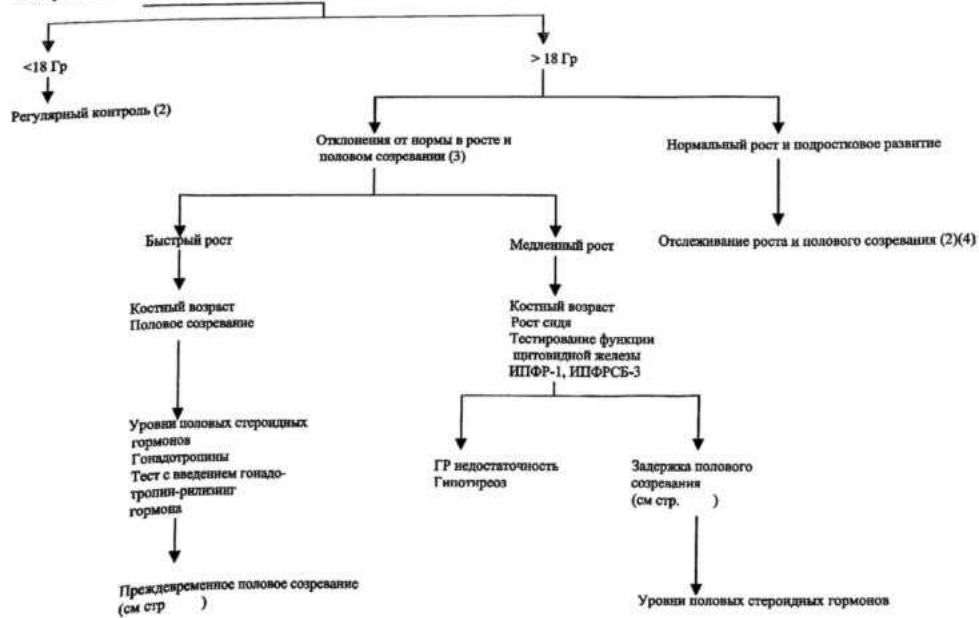 <18 Гр
> 18 Гр
Регулярный контроль (2)
Отклонения от нормы в росте и
половом созревании (3)
Нормальный рост и подростковое развитие
Быстрый рост
Медленный рост
Отслеживание роста и полового созревания (2)(4)
Костный возраст
Половое созревание
Костный возраст
Рост сидя
Тестирование функции
щитовидной железы
ИПФР-1, ИПФРСБ-3
Уровни половых стероидных
гормонов
Гонадотропины
Тест с введением гонадо-
тропин-рилизинг
гормона
ГР недостаточность
Гипотиреоз
Задержка полового
созревания
(см стр. )
Преждевременное половое созревание
(см стр )
Уровни половых стероидных гормонов